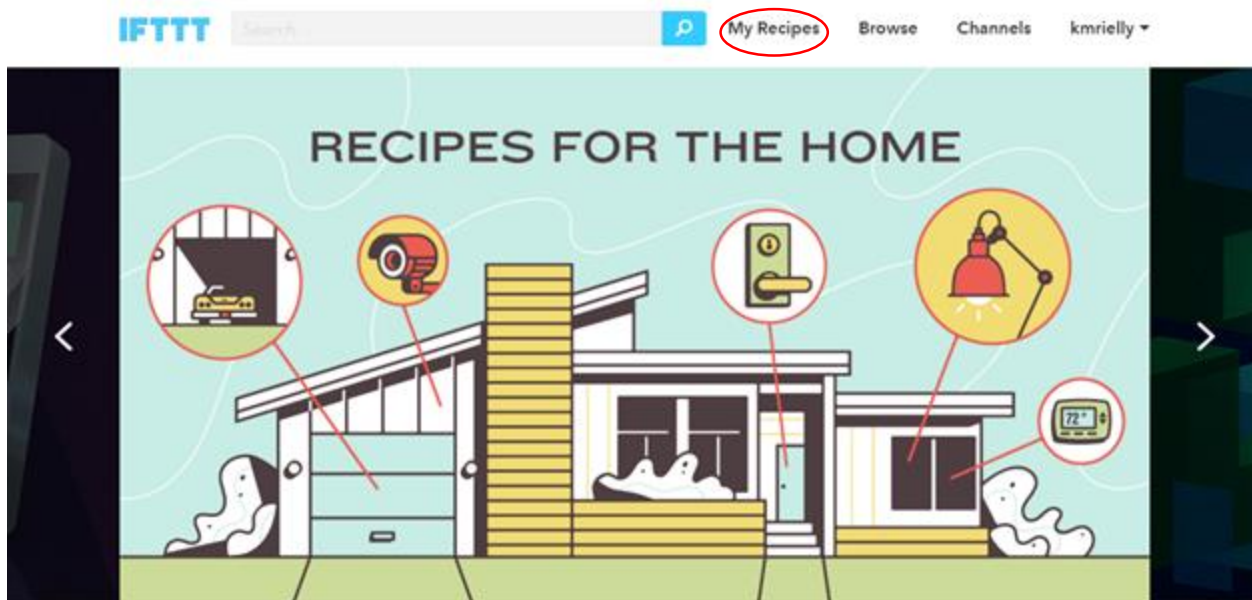 IFTTT Search... My Recipes Browse Channels kmrielly
RECIPES FOR THE HOME
72°